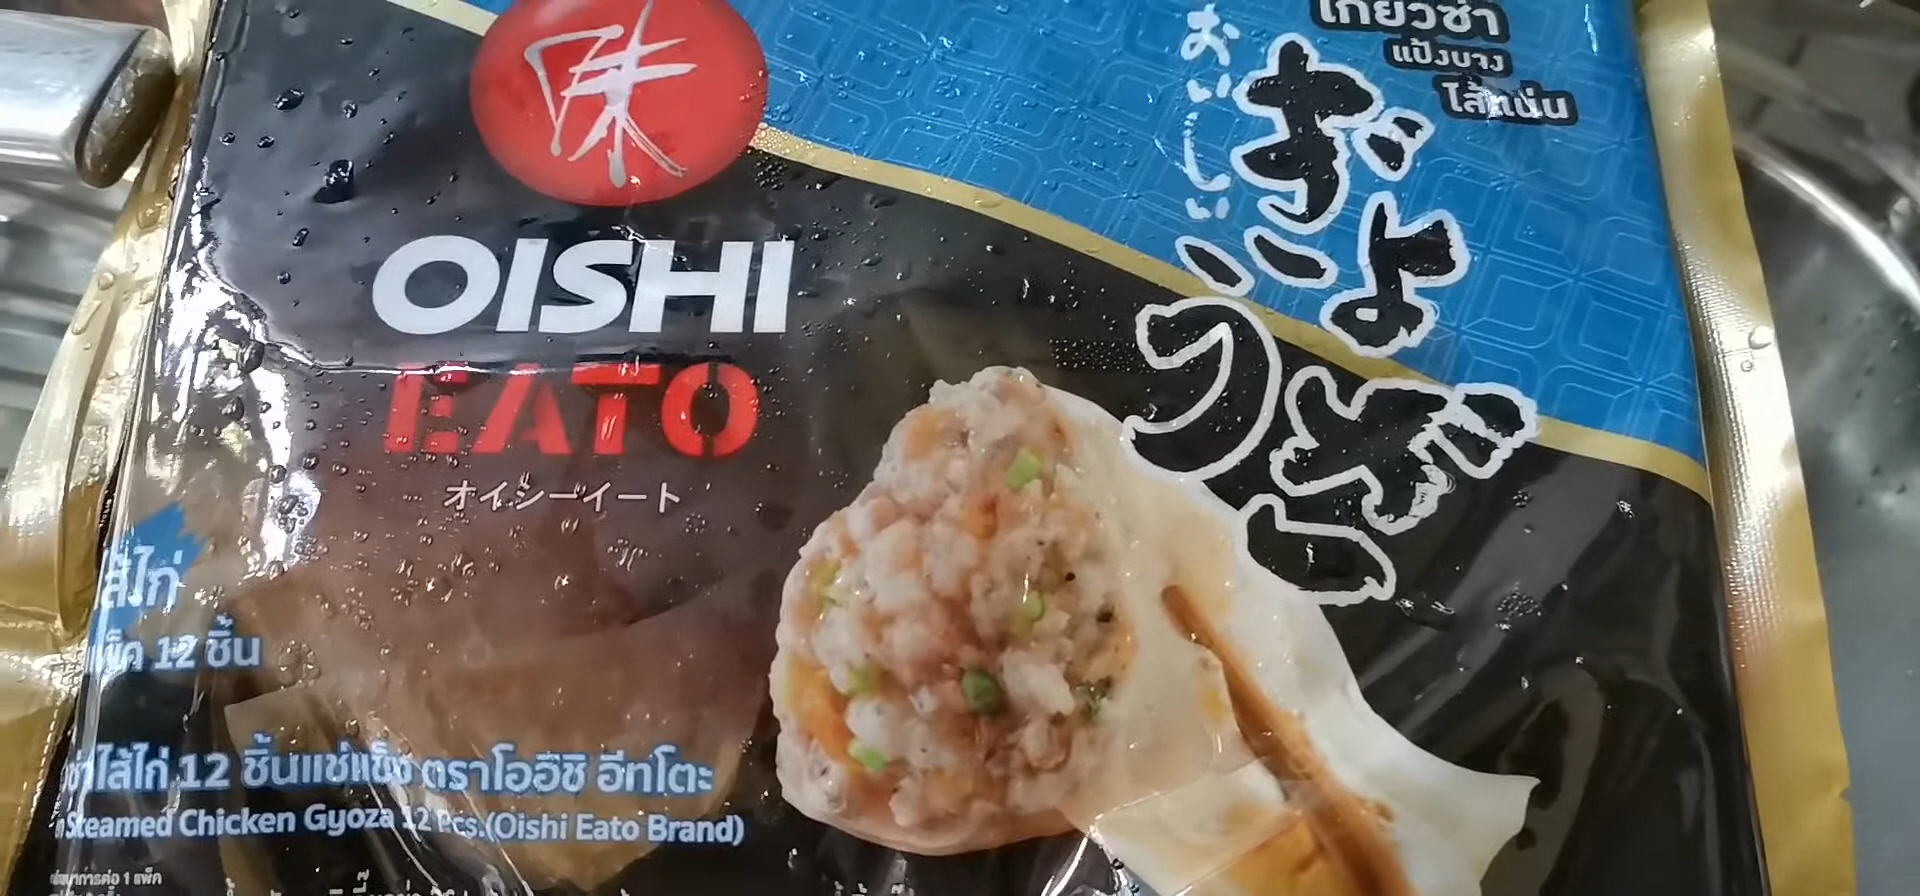 味
เกี๊ยวซ่า
แป้งบาง
ไส้แน่น
おいしい
ぎょうざ
OISHI
EATO
オイシーイート
ไส้ไก่
แพ็ค 12 ชิ้น
ซ่าไส้ไก่ 12 ชิ้นแช่แข็ง ตราโออิชิ อีทโตะ
Steamed Chicken Gyoza 12 Pcs.(Oishi Eato Brand)